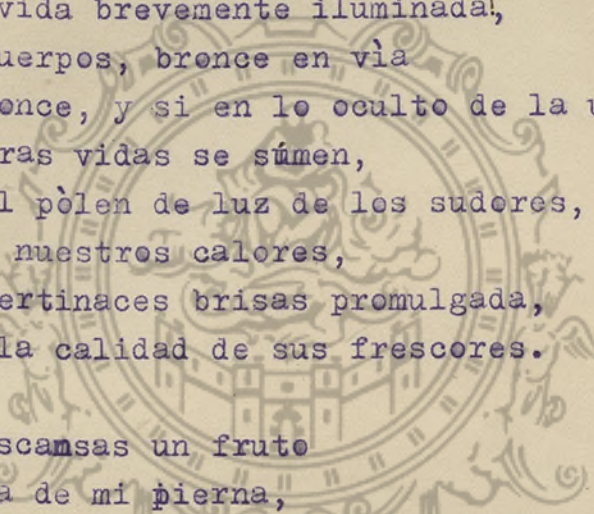 vida brevemente iluminada!,
uerpos, bronce en vìa
once, y si en lo oculto de la
ras vidas se súmen,
l pòlen de luz de los sudores,
nuestros calores,
ertinaces brisas promulgada,
la calidad de sus frescores.
scansas un fruto
a de mi pierna,